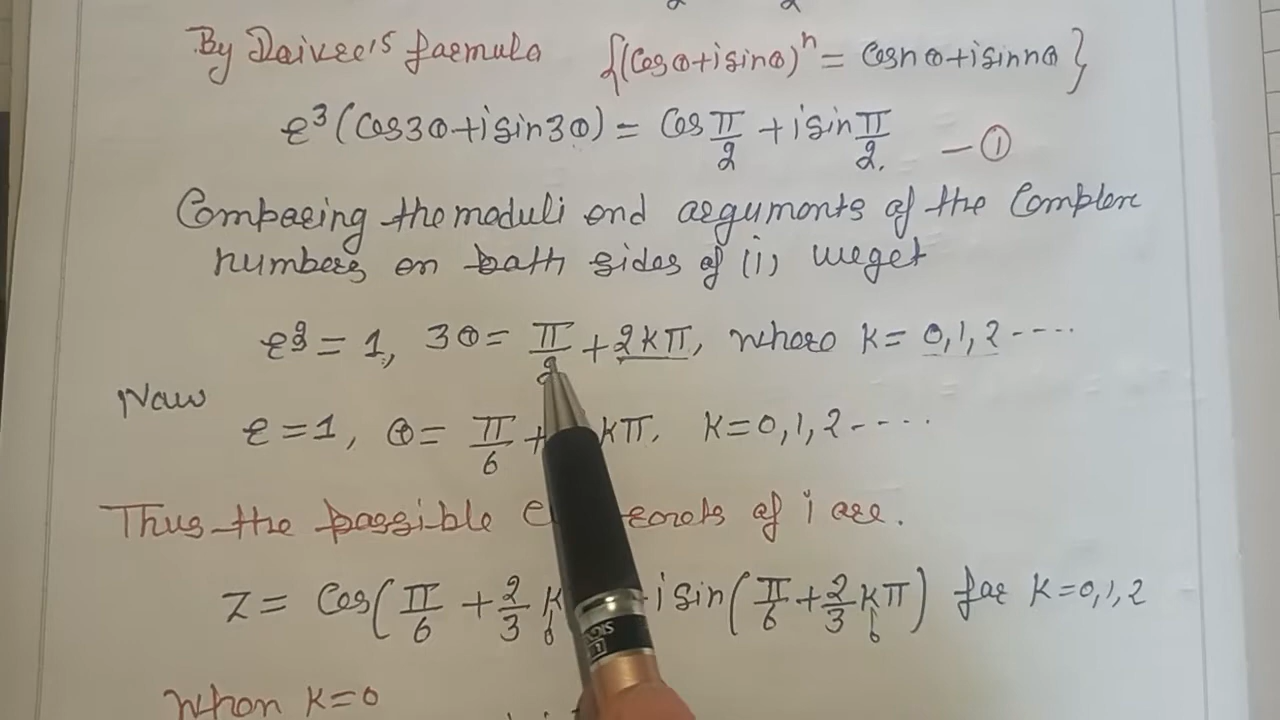 By Daivre's farmula {(Cosθ+isinθ)ⁿ = Cosnθ+isinnθ}
r³(Cos3θ+isin3θ) = Cos π/2 + isin π/2. —①
Comparing the moduli and arguments of the Complex
numbers on both sides of (i) we get
r³ = 1, 3θ = π/2 + 2kπ, where k = 0,1,2 ----
Now
r = 1, θ = π/6 + kπ. k=0,1,2 ----
Thus the possible roots of i are.
z = Cos(π/6 + 2/3 k isin(π/6 + 2/3 kπ) for k=0,1,2
When k=0